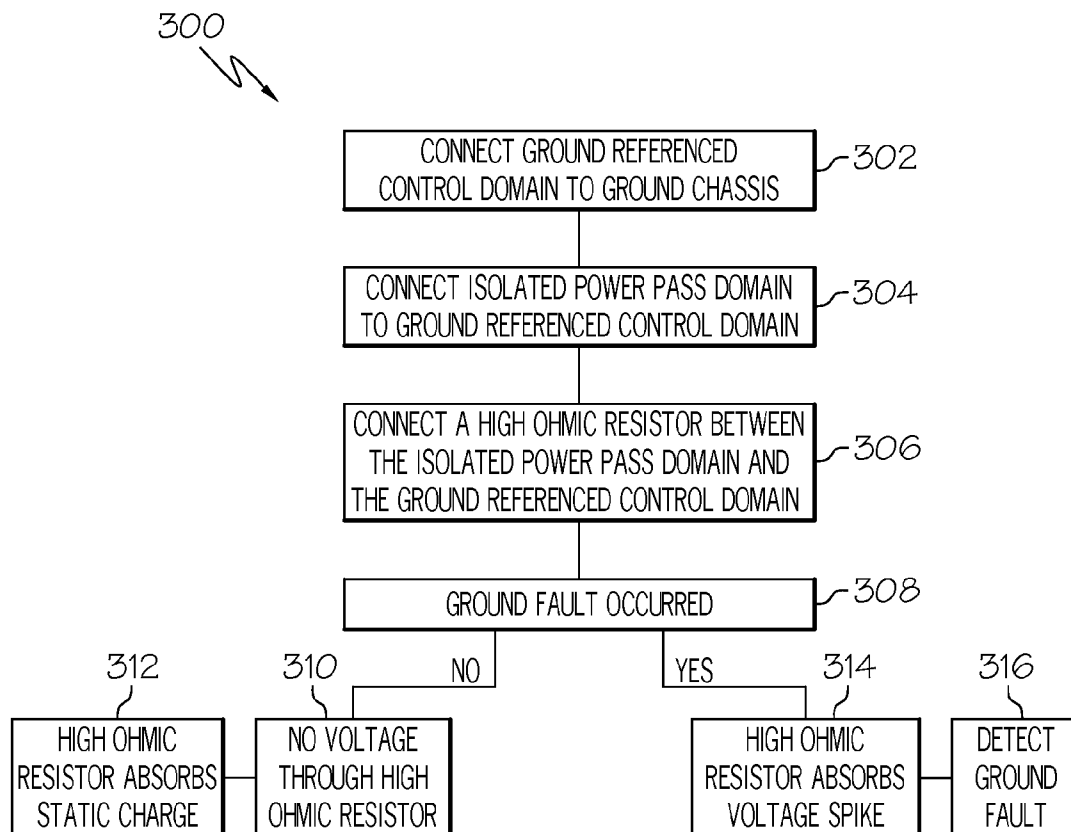 300
CONNECT GROUND REFERENCED
CONTROL DOMAIN TO GROUND CHASSIS
302
CONNECT ISOLATED POWER PASS DOMAIN
TO GROUND REFERENCED CONTROL DOMAIN
304
CONNECT A HIGH OHMIC RESISTOR BETWEEN
THE ISOLATED POWER PASS DOMAIN AND
THE GROUND REFERENCED CONTROL DOMAIN
306
GROUND FAULT OCCURRED
308
NO
YES
312
HIGH OHMIC
RESISTOR ABSORBS
STATIC CHARGE
310
NO VOLTAGE
THROUGH HIGH
OHMIC RESISTOR
314
HIGH OHMIC
RESISTOR ABSORBS
VOLTAGE SPIKE
316
DETECT
GROUND
FAULT